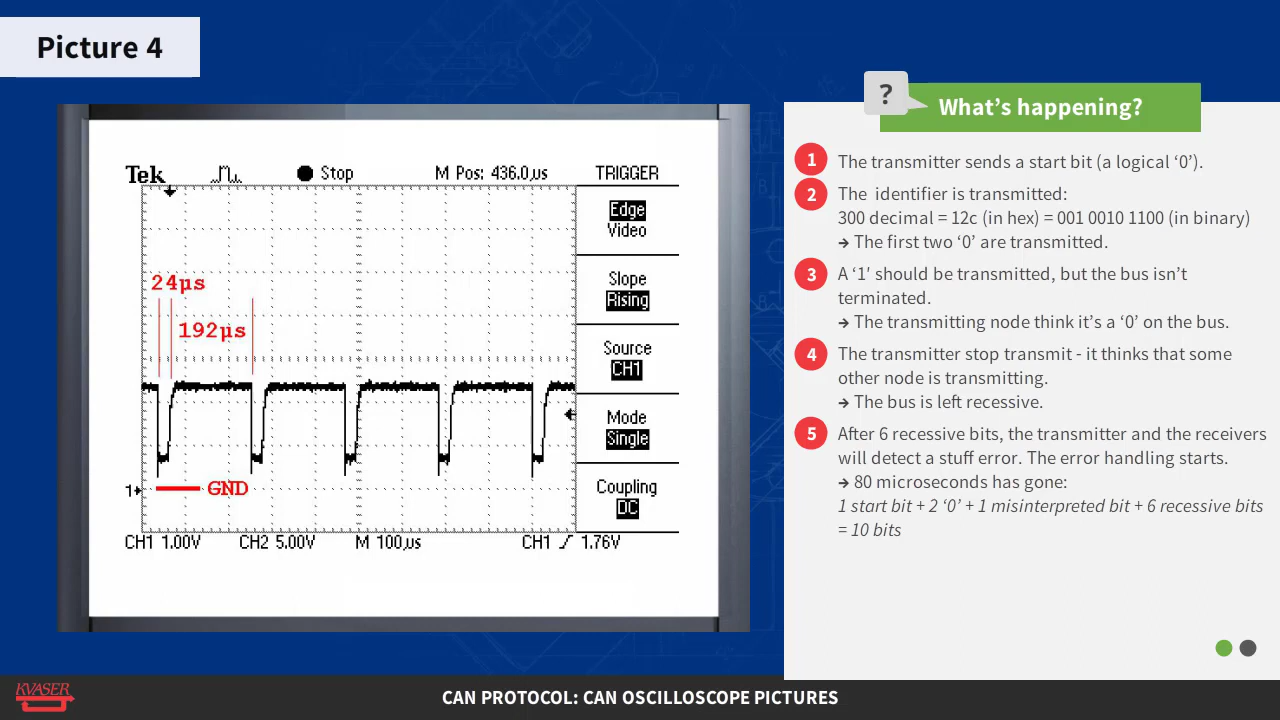 Picture 4
?
What's happening?
Tek
Stop
M Pos: 436.0µs
TRIGGER
Edge
Video
Slope
Rising
Source
CH1
Mode
Single
Coupling
DC
24µs
192µs
GND
1
CH1 1.00V
CH2 5.00V
M 100µs
CH1
1.76V
1 The transmitter sends a start bit (a logical ‘0’).
2 The identifier is transmitted:
300 decimal = 12c (in hex) = 001 0010 1100 (in binary)
→ The first two ‘0’ are transmitted.
3 A ‘1’ should be transmitted, but the bus isn’t
terminated.
→ The transmitting node think it’s a ‘0’ on the bus.
4 The transmitter stop transmit - it thinks that some
other node is transmitting.
→ The bus is left recessive.
5 After 6 recessive bits, the transmitter and the receivers
will detect a stuff error. The error handling starts.
→ 80 microseconds has gone:
1 start bit + 2 ‘0’ + 1 misinterpreted bit + 6 recessive bits
= 10 bits
KVASER
CAN PROTOCOL: CAN OSCILLOSCOPE PICTURES